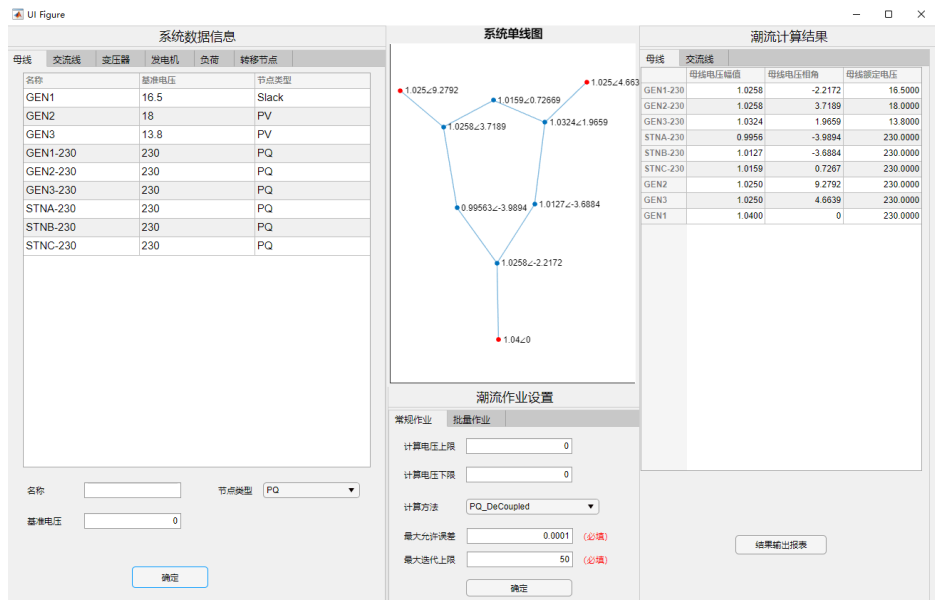 UI Figure
系统数据信息
母线 交流线 变压器 发电机 负荷 转移节点
名称 基准电压 节点类型
GEN1 16.5 Slack
GEN2 18 PV
GEN3 13.8 PV
GEN1-230 230 PQ
GEN2-230 230 PQ
GEN3-230 230 PQ
STNA-230 230 PQ
STNB-230 230 PQ
STNC-230 230 PQ
名称
节点类型 PQ
基准电压 0
确定
系统单线图
1.025∠4.663
1.025∠9.2792
1.0159∠0.72669
1.0324∠1.9659
1.0258∠3.7189
0.99563∠-3.9894
1.0127∠-3.6884
1.0258∠-2.2172
1.04∠0
潮流作业设置
常规作业 批量作业
计算电压上限 0
计算电压下限 0
计算方法 PQ_DeCoupled
最大允许误差 0.0001 (必填)
最大迭代上限 50 (必填)
确定
潮流计算结果
母线 交流线
母线电压幅值 母线电压相角 母线额定电压
GEN1-230 1.0258 -2.2172 16.5000
GEN2-230 1.0258 3.7189 18.0000
GEN3-230 1.0324 1.9659 13.8000
STNA-230 0.9956 -3.9894 230.0000
STNB-230 1.0127 -3.6884 230.0000
STNC-230 1.0159 0.7267 230.0000
GEN2 1.0250 9.2792 230.0000
GEN3 1.0250 4.6639 230.0000
GEN1 1.0400 0 230.0000
结果输出报表